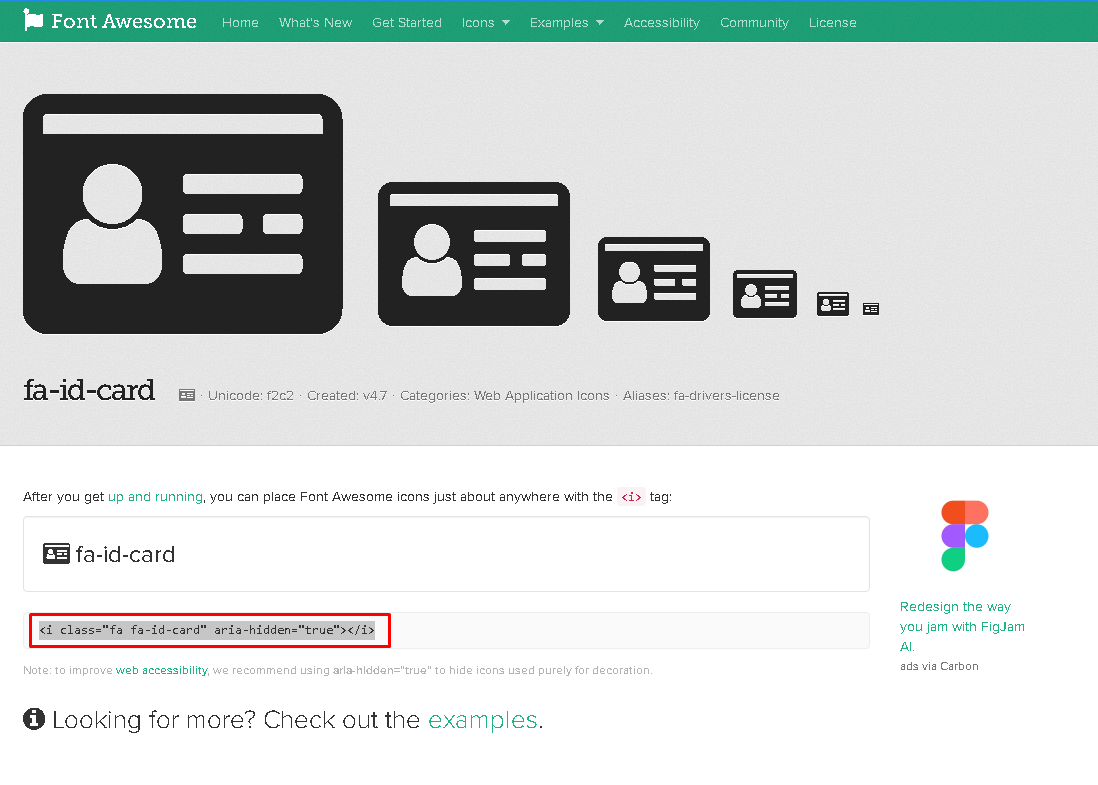 Font Awesome Home What's New Get Started Icons Examples Accessibility Community License
fa-id-card · Unicode: f2c2 · Created: v4.7 · Categories: Web Application Icons · Aliases: fa-drivers-license
After you get up and running, you can place Font Awesome icons just about anywhere with the <i> tag:
fa-id-card
<i class="fa fa-id-card" aria-hidden="true"></i>
Note: to improve web accessibility, we recommend using aria-hidden="true" to hide icons used purely for decoration.
Looking for more? Check out the examples.
Redesign the way
you jam with FigJam
AI.
ads via Carbon